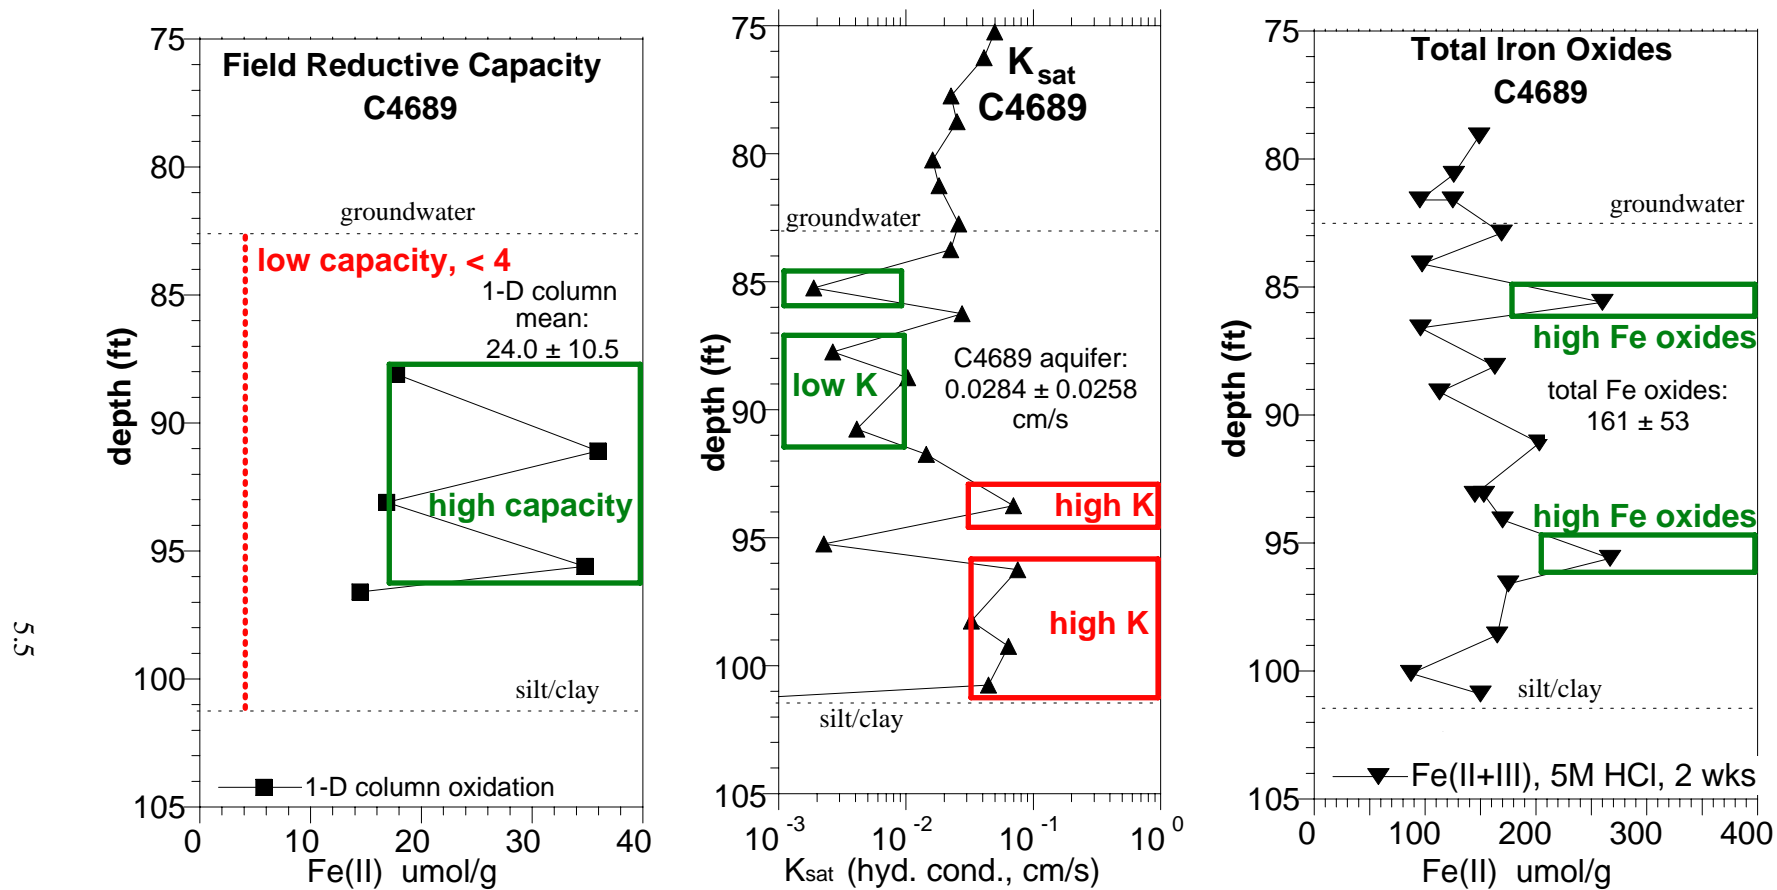 Field Reductive Capacity
C4689
75
80
85
90
95
100
105
depth (ft)
groundwater
low capacity, < 4
1-D column
mean:
24.0 ± 10.5
high capacity
silt/clay
1-D column oxidation
0 10 20 30 40
Fe(II) umol/g
K sat
C4689
75
80
85
90
95
100
105
depth (ft)
groundwater
low K
C4689 aquifer:
0.0284 ± 0.0258
cm/s
high K
high K
silt/clay
10 -3 10 -2 10 -1 10 0
Ksat (hyd. cond., cm/s)
Total Iron Oxides
C4689
75
80
85
90
95
100
105
depth (ft)
groundwater
high Fe oxides
total Fe oxides:
161 ± 53
high Fe oxides
silt/clay
Fe(II+III), 5M HCl, 2 wks
0 100 200 300 400
Fe(II) umol/g
5.5